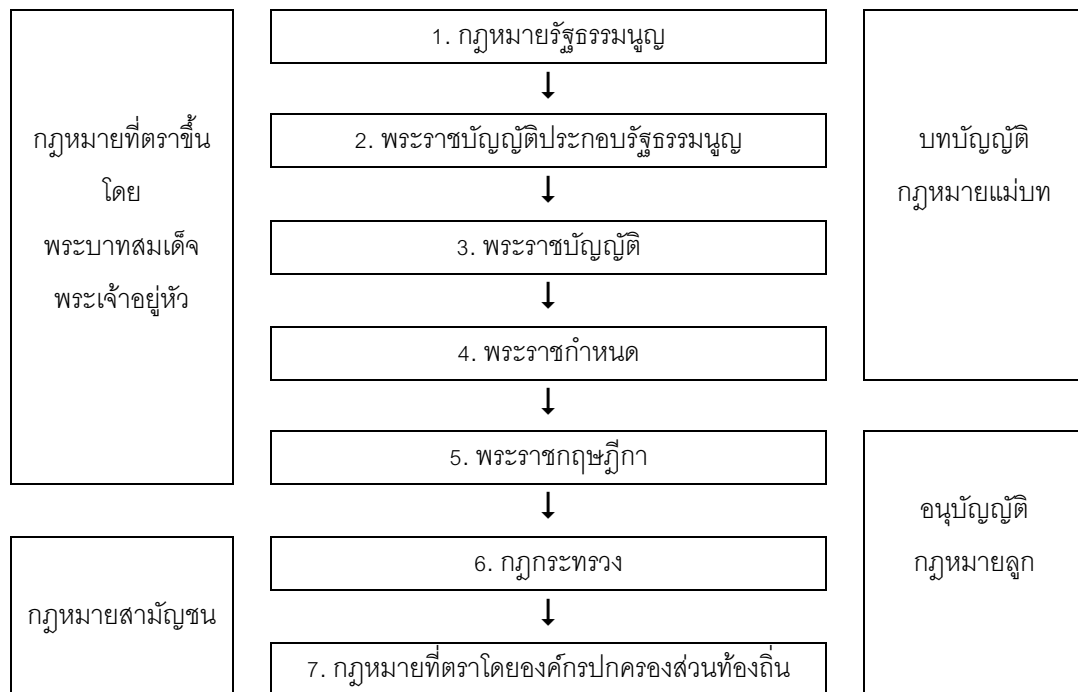 1. กฎหมายรัฐธรรมนูญ
2. พระราชบัญญัติประกอบรัฐธรรมนูญ
3. พระราชบัญญัติ
4. พระราชกำหนด
5. พระราชกฤษฎีกา
6. กฎกระทรวง
7. กฎหมายที่ตราโดยองค์กรปกครองส่วนท้องถิ่น
กฎหมายที่ตราขึ้น
โดย
พระบาทสมเด็จ
พระเจ้าอยู่หัว
กฎหมายสามัญชน
บทบัญญัติ
กฎหมายแม่บท
อนุบัญญัติ
กฎหมายลูก